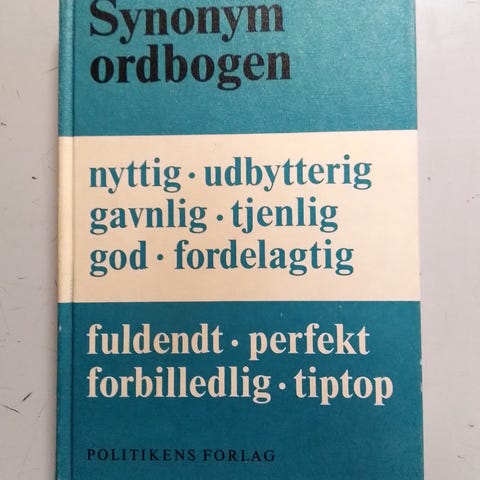 Synonym
ordbogen
nyttig · udbytterig
gavnlig · tjenlig
god · fordelagtig
fuldendt · perfekt
forbilledlig · tiptop
POLITIKENS FORLAG